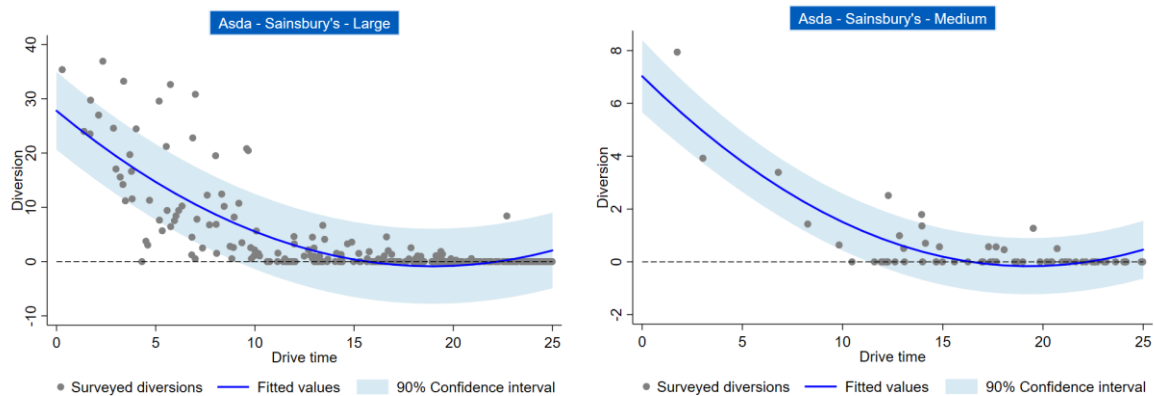 Asda - Sainsbury's - Large
Diversion
40
30
20
10
0
-10
0 5 10 15 20 25
Drive time
Surveyed diversions Fitted values 90% Confidence interval
Asda - Sainsbury's - Medium
Diversion
8
6
4
2
0
-2
0 5 10 15 20 25
Drive time
Surveyed diversions Fitted values 90% Confidence interval